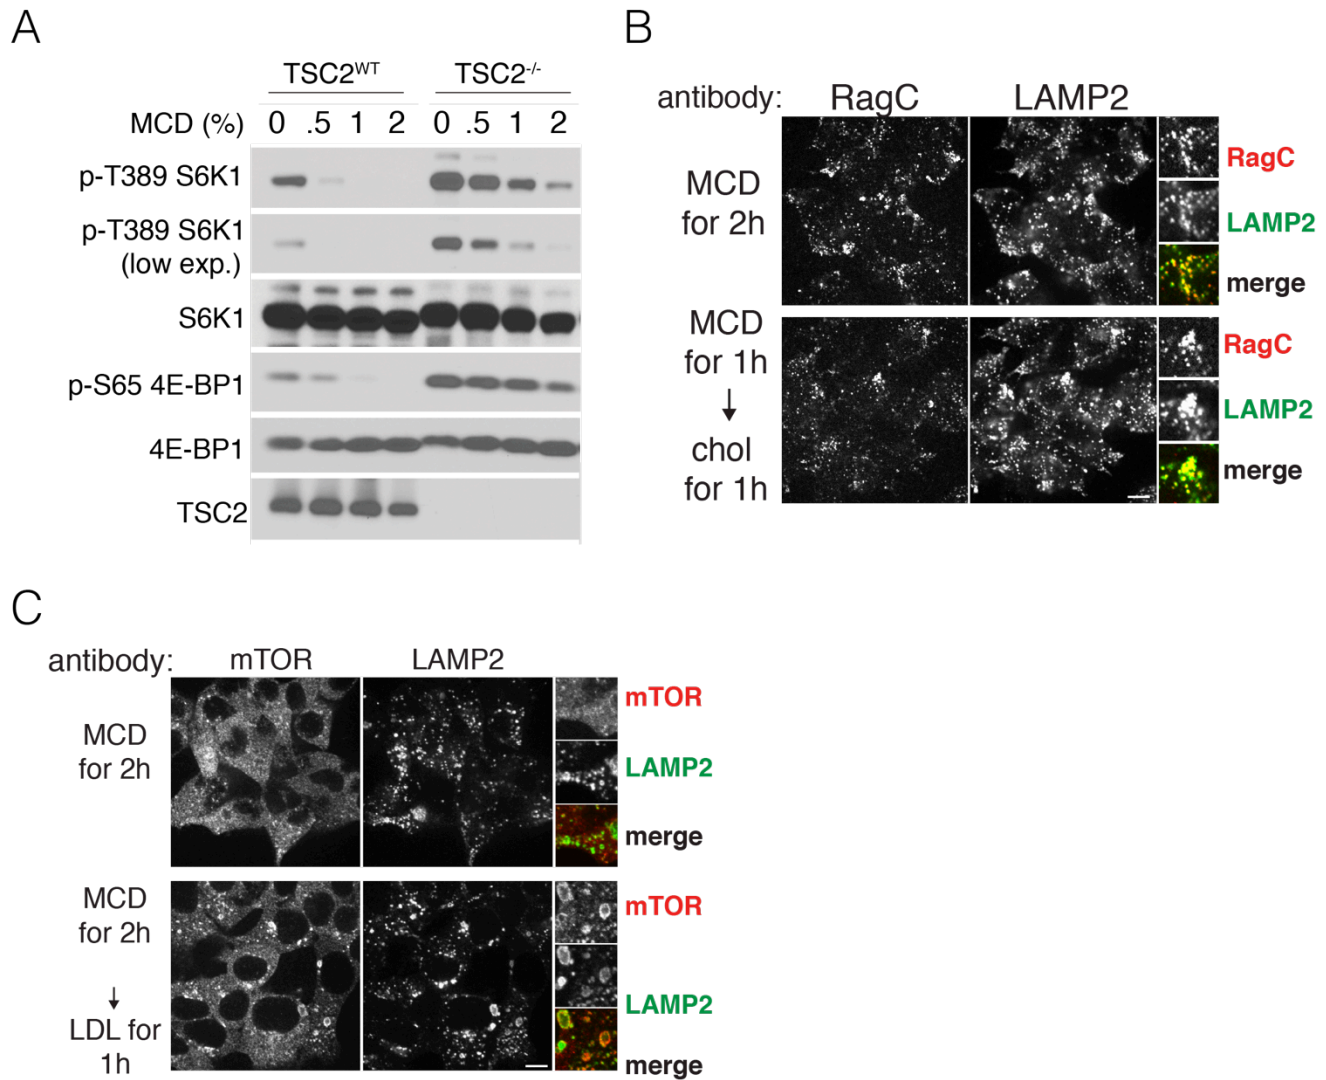 A
TSC2WT TSC2-/-
MCD (%) 0 .5 1 2 0 .5 1 2
p-T389 S6K1
p-T389 S6K1
(low exp.)
S6K1
p-S65 4E-BP1
4E-BP1
TSC2
B
antibody: RagC LAMP2
MCD
for 2h
RagC
LAMP2
merge
MCD
for 1h
↓
chol
for 1h
RagC
LAMP2
merge
C
antibody: mTOR LAMP2
MCD
for 2h
mTOR
LAMP2
merge
MCD
for 2h
↓
LDL for
1h
mTOR
LAMP2
merge